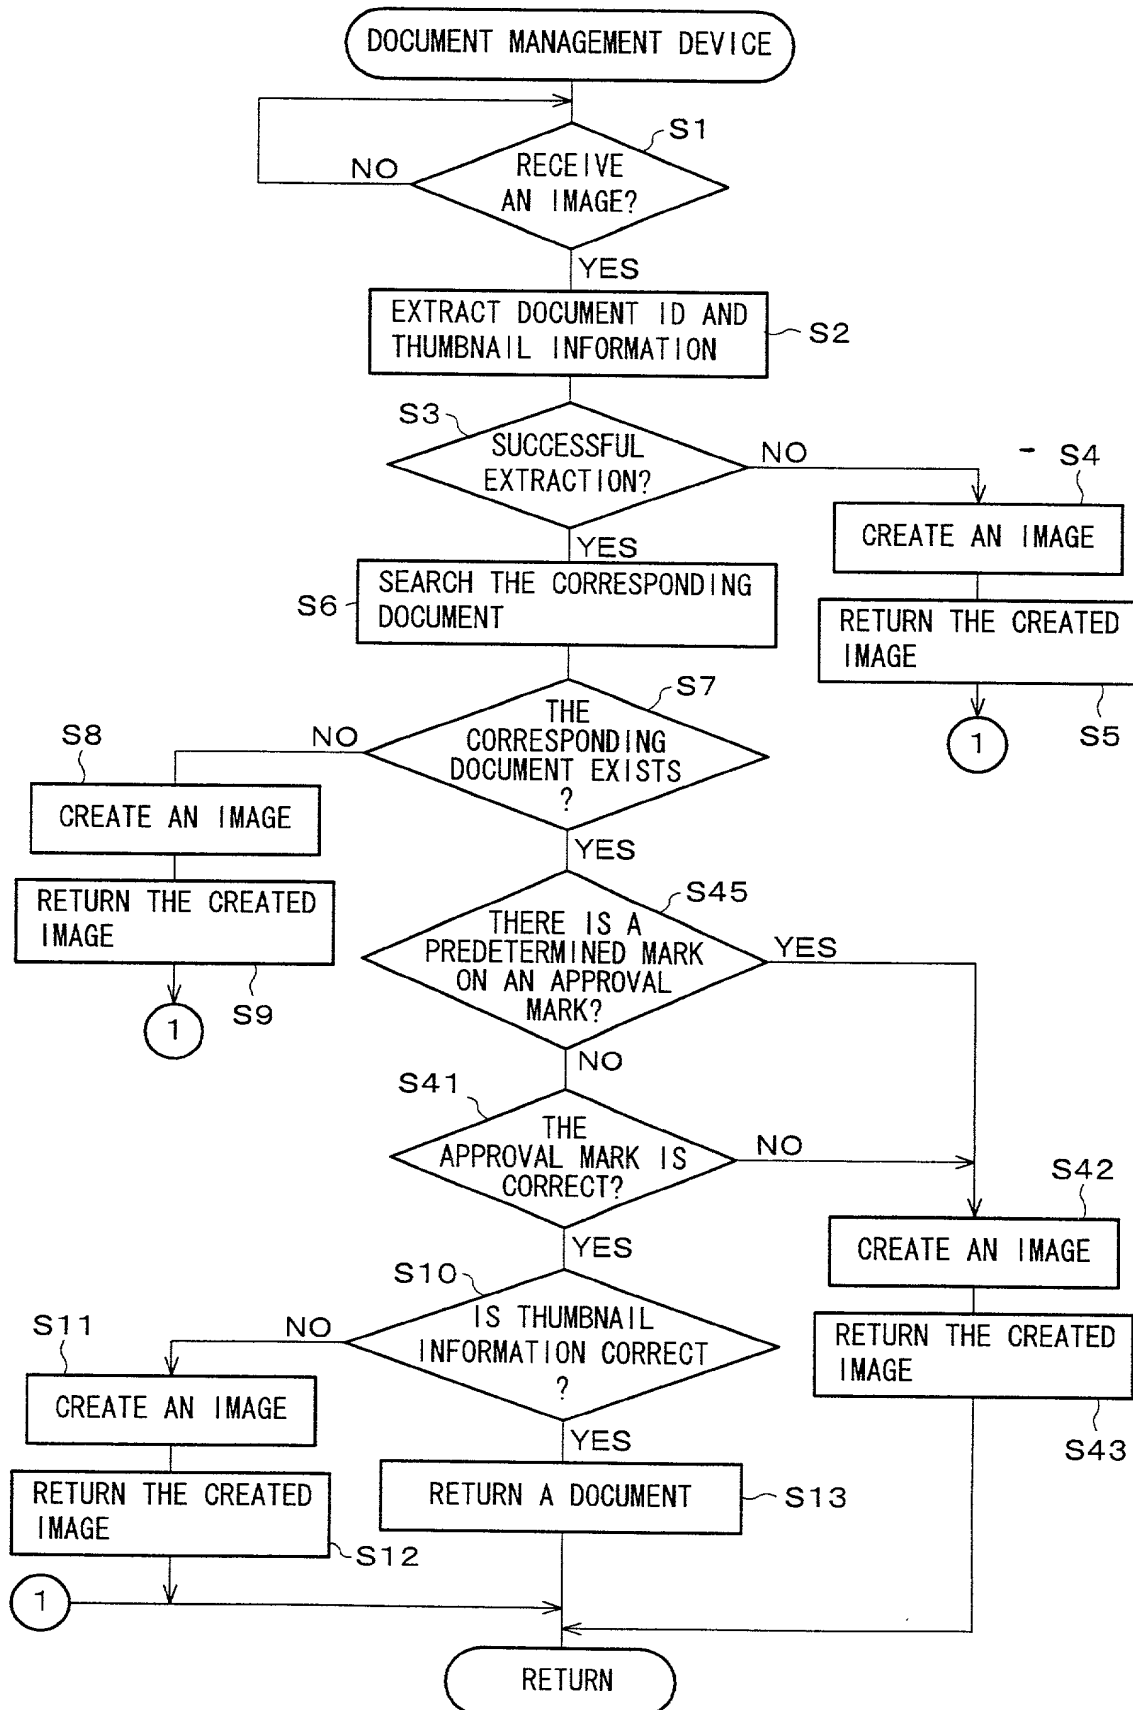 DOCUMENT MANAGEMENT DEVICE
S1
RECEIVE
AN IMAGE?
NO
YES
EXTRACT DOCUMENT ID AND
THUMBNAIL INFORMATION
S2
S3
SUCCESSFUL
EXTRACTION?
NO
YES
S4
CREATE AN IMAGE
RETURN THE CREATED
IMAGE
S5
1
S6
SEARCH THE CORRESPONDING
DOCUMENT
S7
THE
CORRESPONDING
DOCUMENT EXISTS
?
NO
YES
S8
CREATE AN IMAGE
RETURN THE CREATED
IMAGE
S9
1
S45
THERE IS A
PREDETERMINED MARK
ON AN APPROVAL
MARK?
YES
NO
S41
THE
APPROVAL MARK IS
CORRECT?
NO
YES
S42
CREATE AN IMAGE
RETURN THE CREATED
IMAGE
S43
S10
IS THUMBNAIL
INFORMATION CORRECT
?
NO
YES
S11
CREATE AN IMAGE
RETURN THE CREATED
IMAGE
S12
RETURN A DOCUMENT
S13
1
RETURN